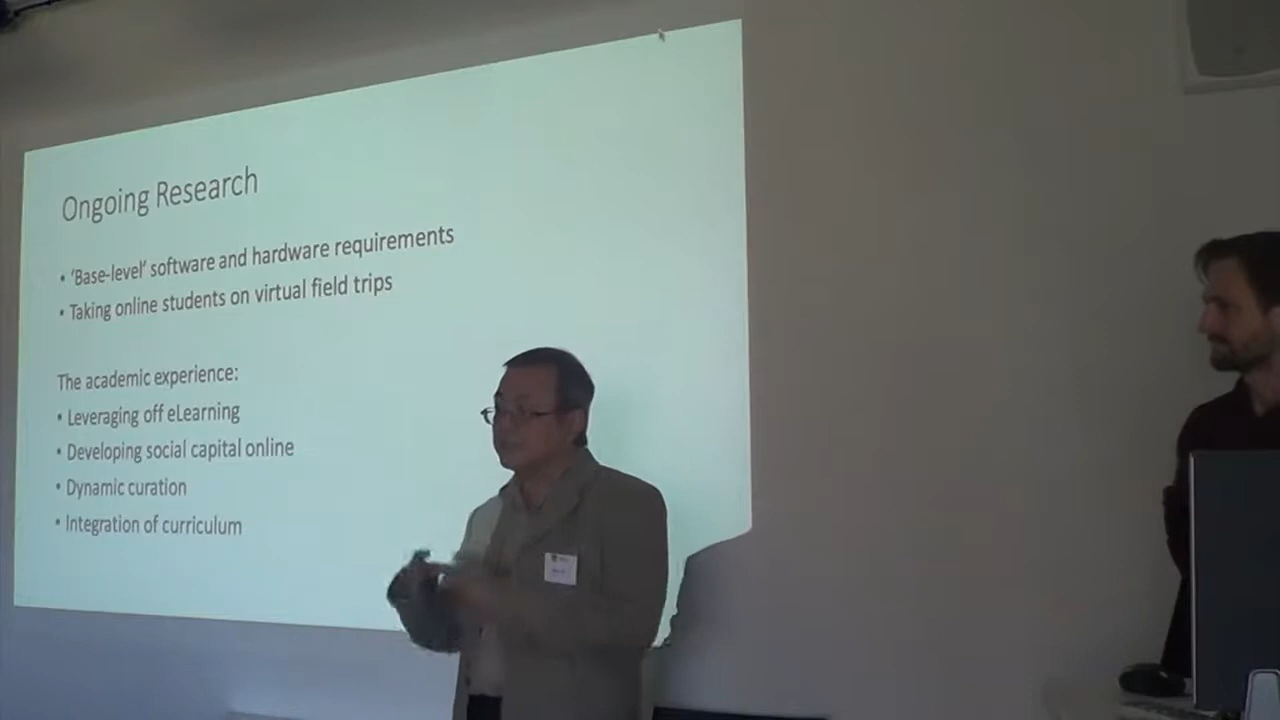 Ongoing Research
• 'Base-level' software and hardware requirements
• Taking online students on virtual field trips
The academic experience:
• Leveraging off eLearning
• Developing social capital online
• Dynamic curation
• Integration of curriculum